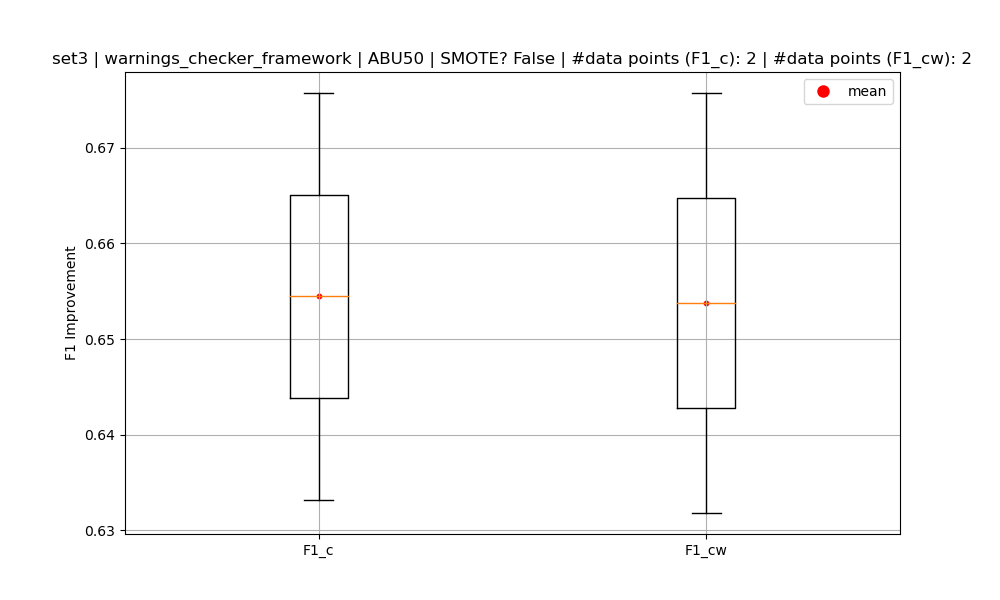 set3 | warnings_checker_framework | ABU50 | SMOTE? False | #data points (F1_c): 2 | #data points (F1_cw): 2
mean
0.67
0.66
0.65
0.64
0.63
F1 Improvement
F1_c
F1_cw